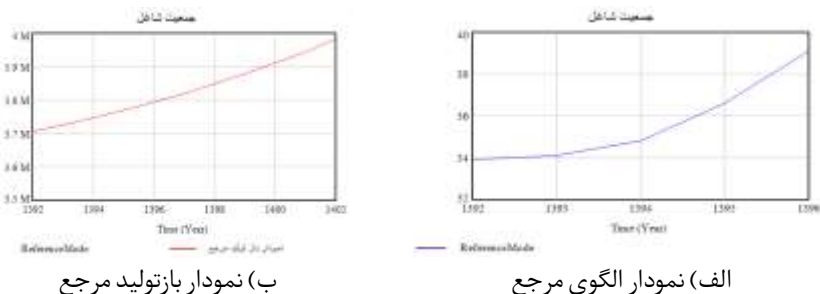 جمعیت شاغل
40
38
36
34
32
1392
1393
1394
1395
1396
Time (Year)
ReferenceMode
الف) نمودار الگوی مرجع
جمعیت شاغل
4 M
3.9 M
3.8 M
3.7 M
3.6 M
3.5 M
1392
1394
1396
1398
1400
1402
Time (Year)
ReferenceMode
ب) نمودار بازتولید مرجع